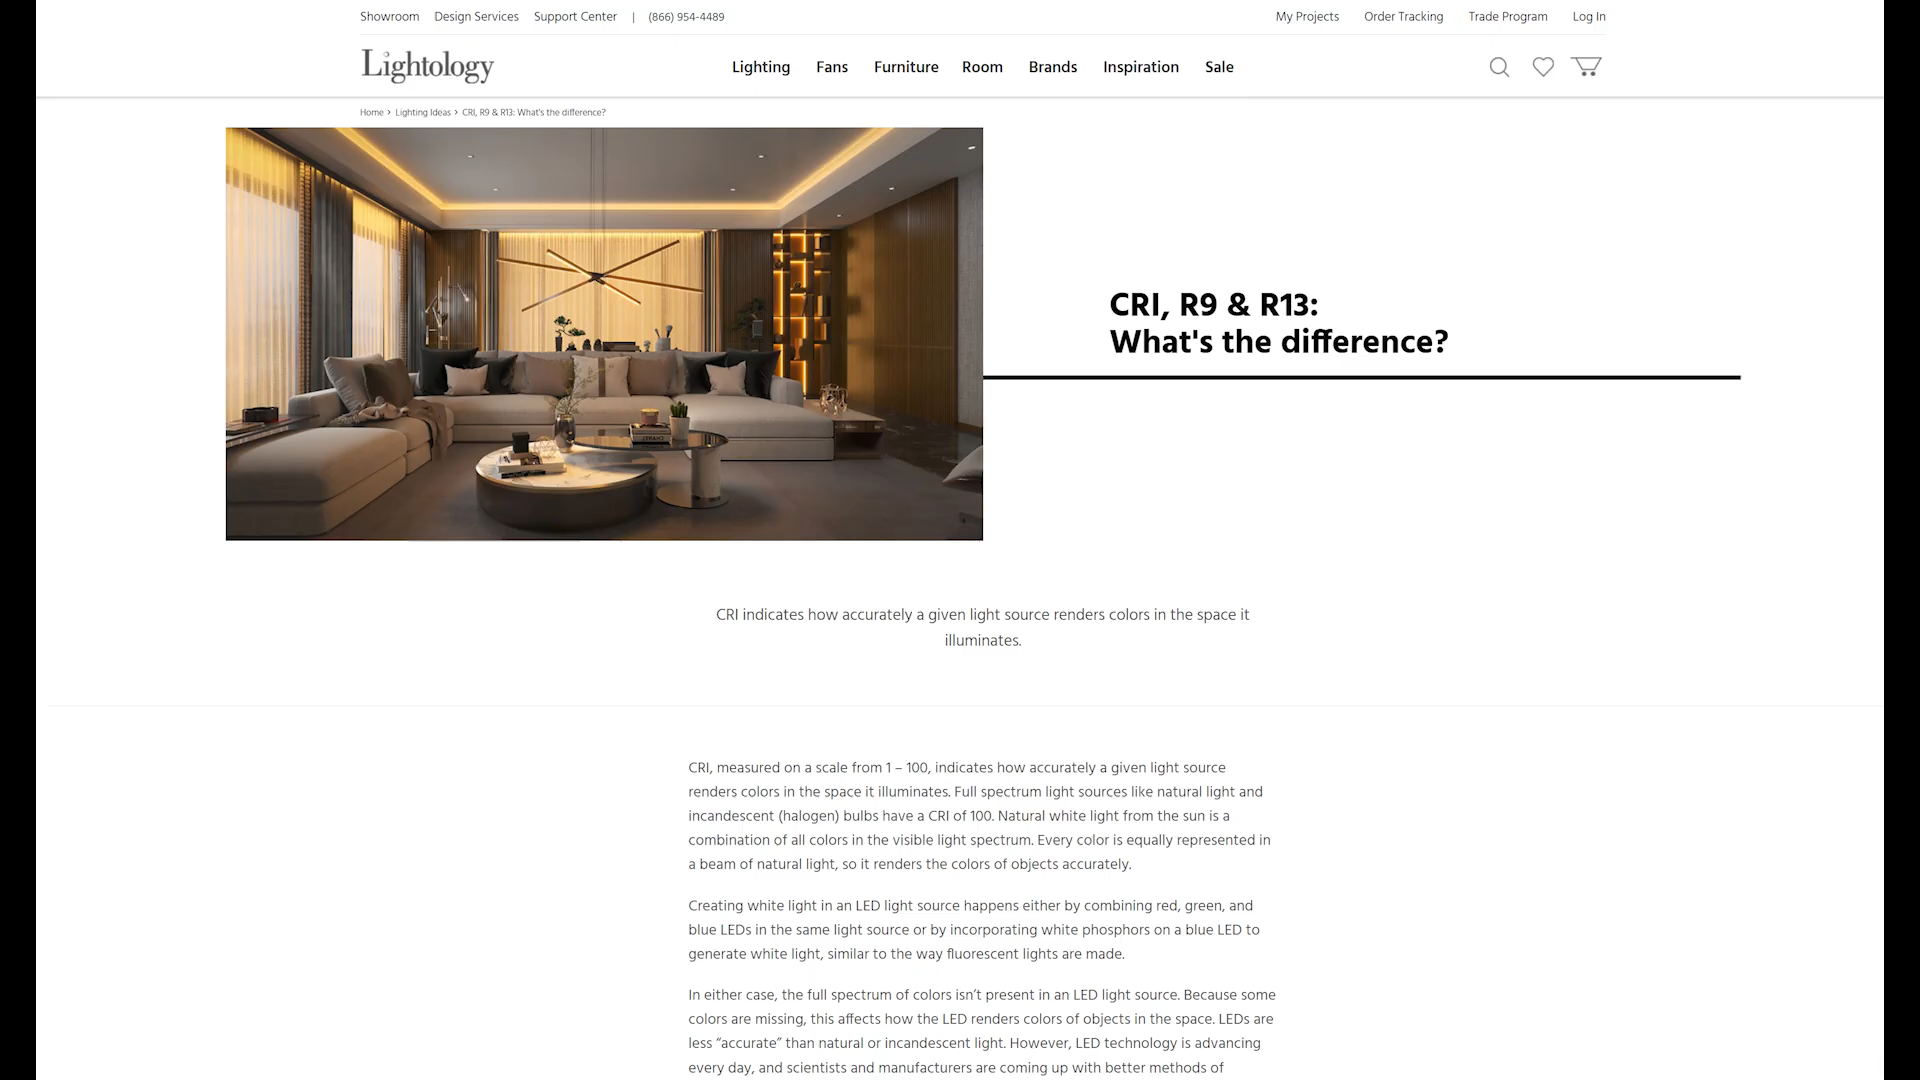 Showroom Design Services Support Center | (866) 954-4489
My Projects Order Tracking Trade Program Log In
Lightology
Lighting Fans Furniture Room Brands Inspiration Sale
Home › Lighting Ideas › CRI, R9 & R13: What's the difference?
CRI, R9 & R13:
What's the difference?
CRI indicates how accurately a given light source renders colors in the space it
illuminates.
CRI, measured on a scale from 1 – 100, indicates how accurately a given light source
renders colors in the space it illuminates. Full spectrum light sources like natural light and
incandescent (halogen) bulbs have a CRI of 100. Natural white light from the sun is a
combination of all colors in the visible light spectrum. Every color is equally represented in
a beam of natural light, so it renders the colors of objects accurately.
Creating white light in an LED light source happens either by combining red, green, and
blue LEDs in the same light source or by incorporating white phosphors on a blue LED to
generate white light, similar to the way fluorescent lights are made.
In either case, the full spectrum of colors isn’t present in an LED light source. Because some
colors are missing, this affects how the LED renders colors of objects in the space. LEDs are
less “accurate” than natural or incandescent light. However, LED technology is advancing
every day, and scientists and manufacturers are coming up with better methods of